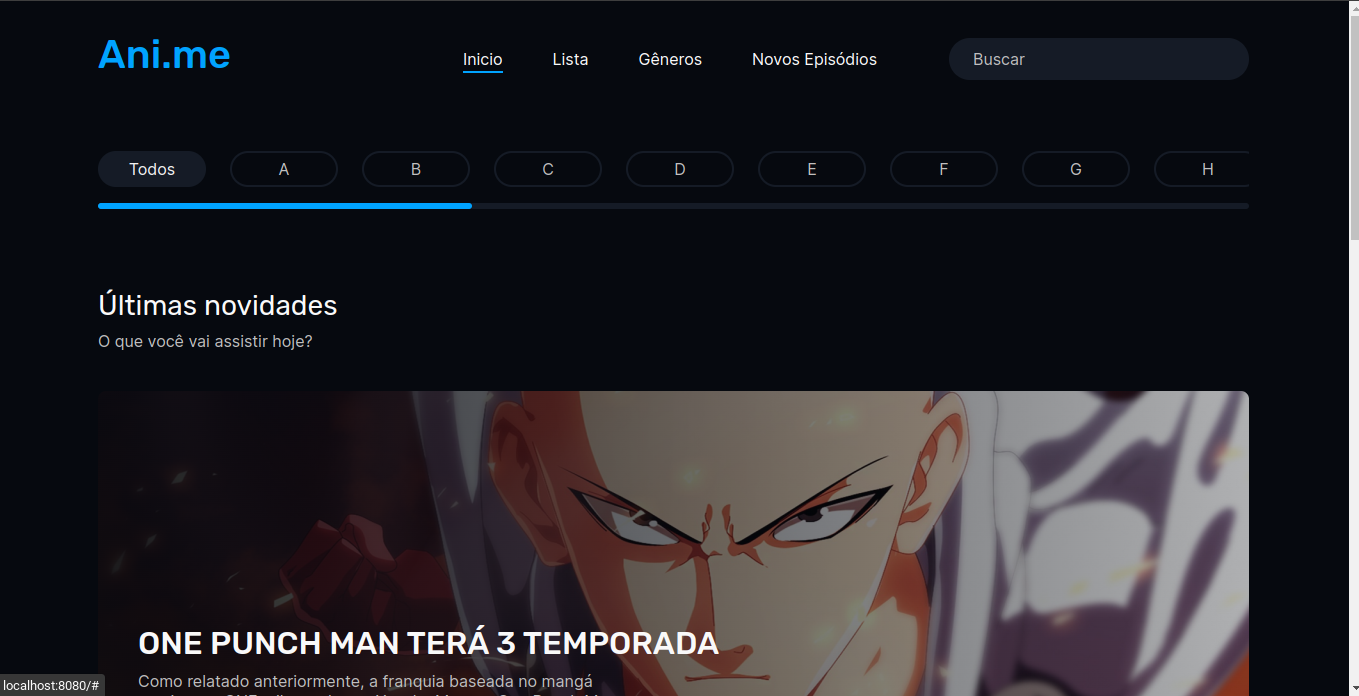 Ani.me
Inicio Lista Gêneros Novos Episódios Buscar
Todos A B C D E F G H
Últimas novidades
O que você vai assistir hoje?
ONE PUNCH MAN TERÁ 3 TEMPORADA
Como relatado anteriormente, a franquia baseada no mangá
localhost:8080/#